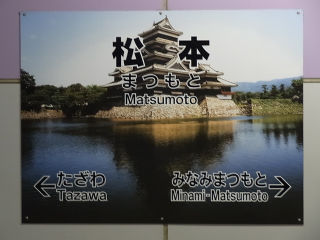 松本
まつもと
Matsumoto
← たざわ
Tazawa
みなみまつもと →
Minami-Matsumoto